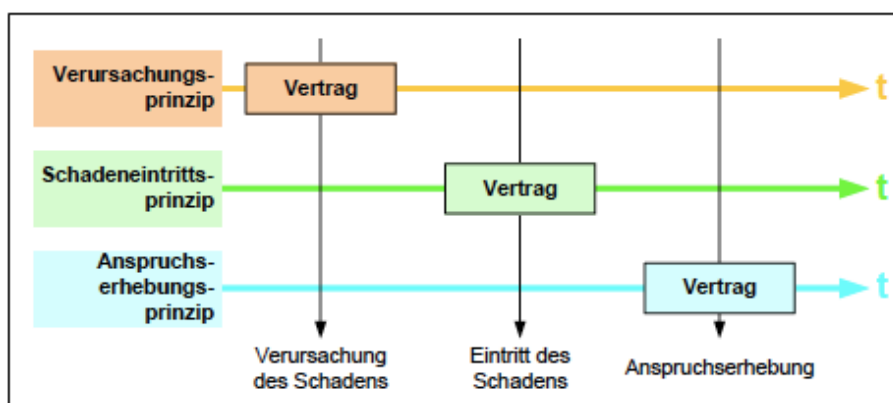 Verursachungs-
prinzip
Vertrag
t
Schadeneintritts-
prinzip
Vertrag
t
Anspruchs-
erhebungs-
prinzip
Vertrag
t
Verursachung
des Schadens
Eintritt des
Schadens
Anspruchserhebung